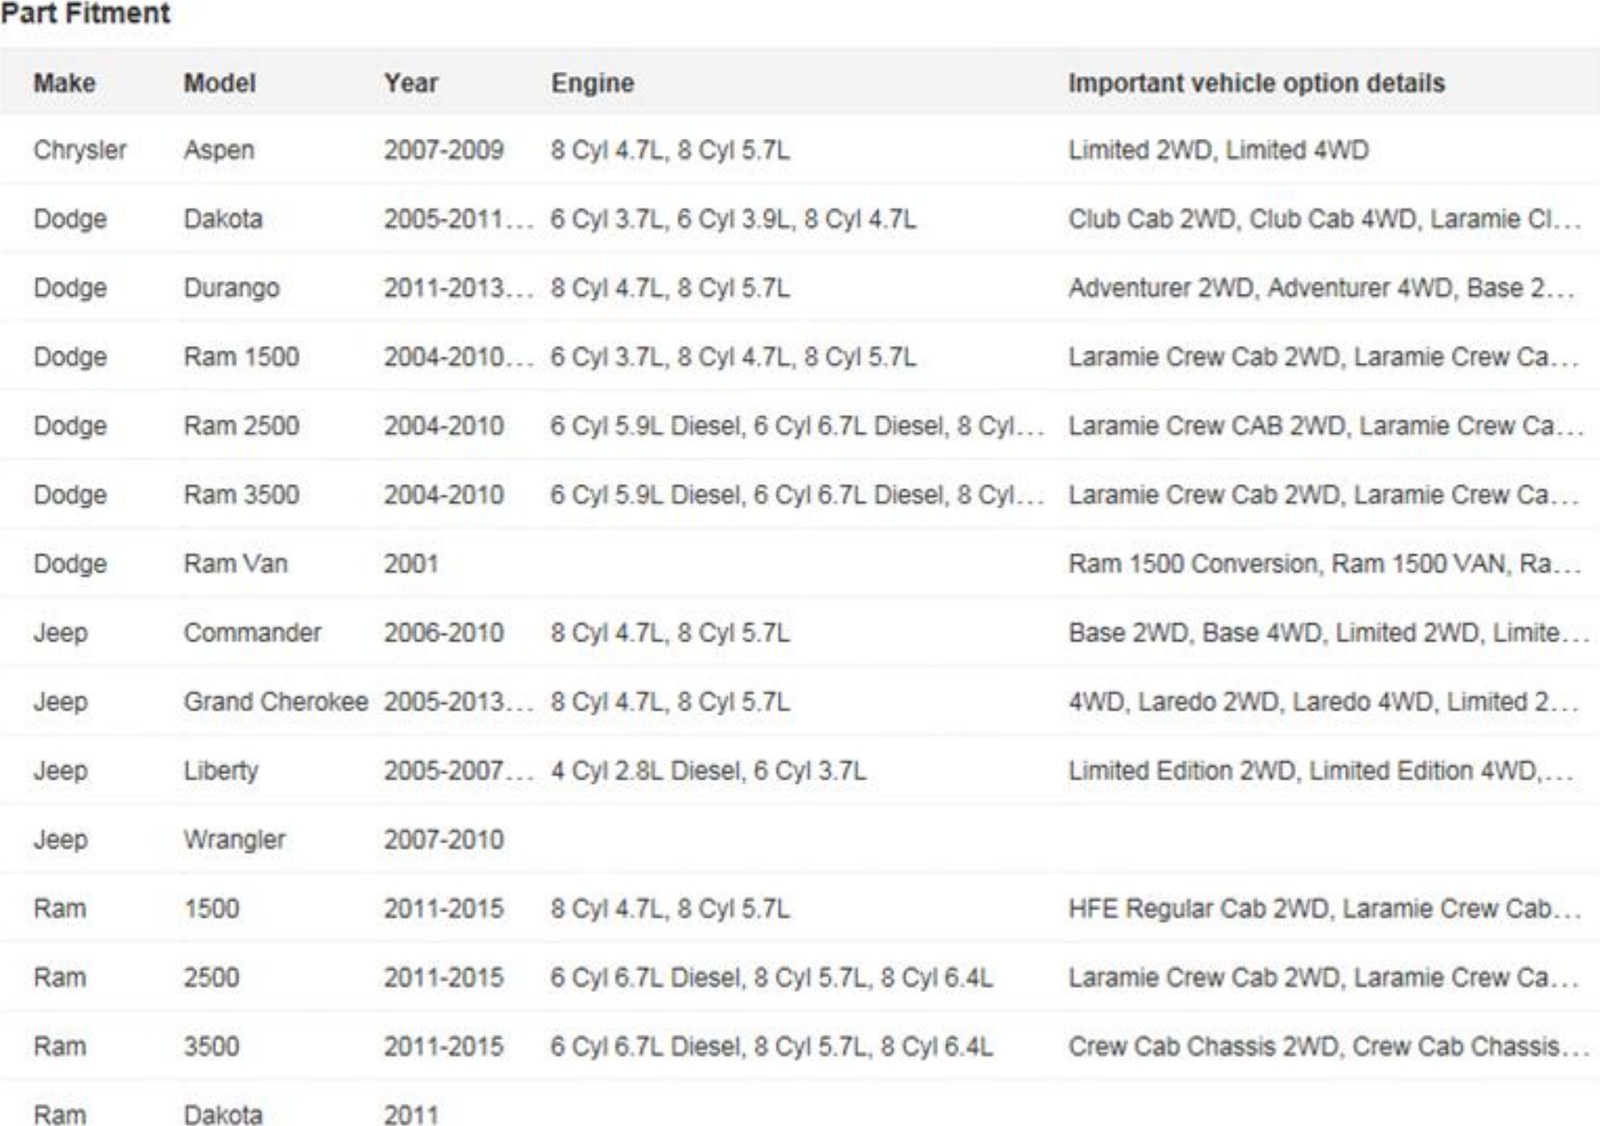 Part Fitment
Make Model Year Engine Important vehicle option details
Chrysler Aspen 2007-2009 8 Cyl 4.7L, 8 Cyl 5.7L Limited 2WD, Limited 4WD
Dodge Dakota 2005-2011... 6 Cyl 3.7L, 6 Cyl 3.9L, 8 Cyl 4.7L Club Cab 2WD, Club Cab 4WD, Laramie Cl...
Dodge Durango 2011-2013... 8 Cyl 4.7L, 8 Cyl 5.7L Adventurer 2WD, Adventurer 4WD, Base 2...
Dodge Ram 1500 2004-2010... 6 Cyl 3.7L, 8 Cyl 4.7L, 8 Cyl 5.7L Laramie Crew Cab 2WD, Laramie Crew Ca...
Dodge Ram 2500 2004-2010 6 Cyl 5.9L Diesel, 6 Cyl 6.7L Diesel, 8 Cyl... Laramie Crew CAB 2WD, Laramie Crew Ca...
Dodge Ram 3500 2004-2010 6 Cyl 5.9L Diesel, 6 Cyl 6.7L Diesel, 8 Cyl... Laramie Crew Cab 2WD, Laramie Crew Ca...
Dodge Ram Van 2001 Ram 1500 Conversion, Ram 1500 VAN, Ra...
Jeep Commander 2006-2010 8 Cyl 4.7L, 8 Cyl 5.7L Base 2WD, Base 4WD, Limited 2WD, Limite...
Jeep Grand Cherokee 2005-2013... 8 Cyl 4.7L, 8 Cyl 5.7L 4WD, Laredo 2WD, Laredo 4WD, Limited 2...
Jeep Liberty 2005-2007... 4 Cyl 2.8L Diesel, 6 Cyl 3.7L Limited Edition 2WD, Limited Edition 4WD,...
Jeep Wrangler 2007-2010
Ram 1500 2011-2015 8 Cyl 4.7L, 8 Cyl 5.7L HFE Regular Cab 2WD, Laramie Crew Cab...
Ram 2500 2011-2015 6 Cyl 6.7L Diesel, 8 Cyl 5.7L, 8 Cyl 6.4L Laramie Crew Cab 2WD, Laramie Crew Ca...
Ram 3500 2011-2015 6 Cyl 6.7L Diesel, 8 Cyl 5.7L, 8 Cyl 6.4L Crew Cab Chassis 2WD, Crew Cab Chassis...
Ram Dakota 2011